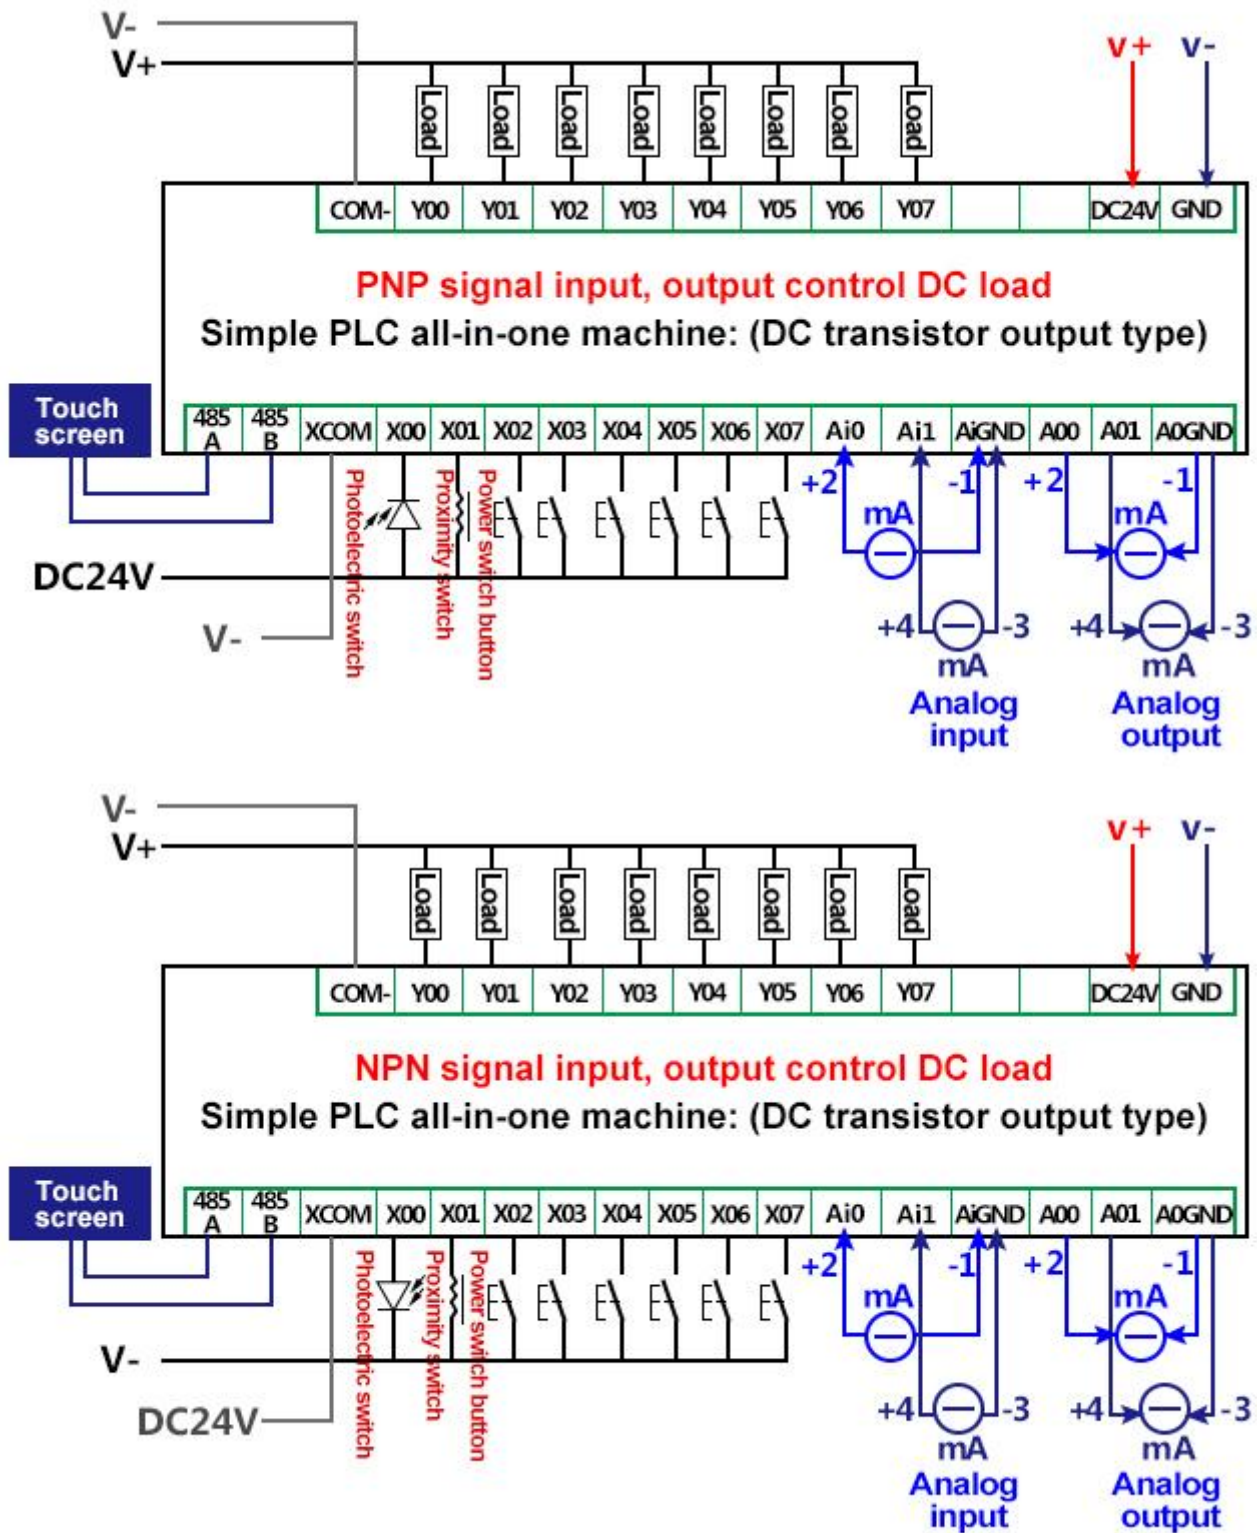 V-
V+
v+ v-
Load Load Load Load Load Load Load Load
COM- Y00 Y01 Y02 Y03 Y04 Y05 Y06 Y07 DC24V GND
PNP signal input, output control DC load
Simple PLC all-in-one machine: (DC transistor output type)
Touch
screen
485
A
485
B
XCOM X00 X01 X02 X03 X04 X05 X06 X07 Ai0 Ai1 AiGND A00 A01 A0GND
+2 -1 +2 -1
mA mA
Photoelectric switch
Proximity switch
Power switch button
DC24V
V-
+4 -3 +4 -3
mA mA
Analog
input
Analog
output
V-
V+
v+ v-
Load Load Load Load Load Load Load Load
COM- Y00 Y01 Y02 Y03 Y04 Y05 Y06 Y07 DC24V GND
NPN signal input, output control DC load
Simple PLC all-in-one machine: (DC transistor output type)
Touch
screen
485
A
485
B
XCOM X00 X01 X02 X03 X04 X05 X06 X07 Ai0 Ai1 AiGND A00 A01 A0GND
+2 -1 +2 -1
mA mA
Photoelectric switch
Proximity switch
Power switch button
V-
DC24V
+4 -3 +4 -3
mA mA
Analog
input
Analog
output